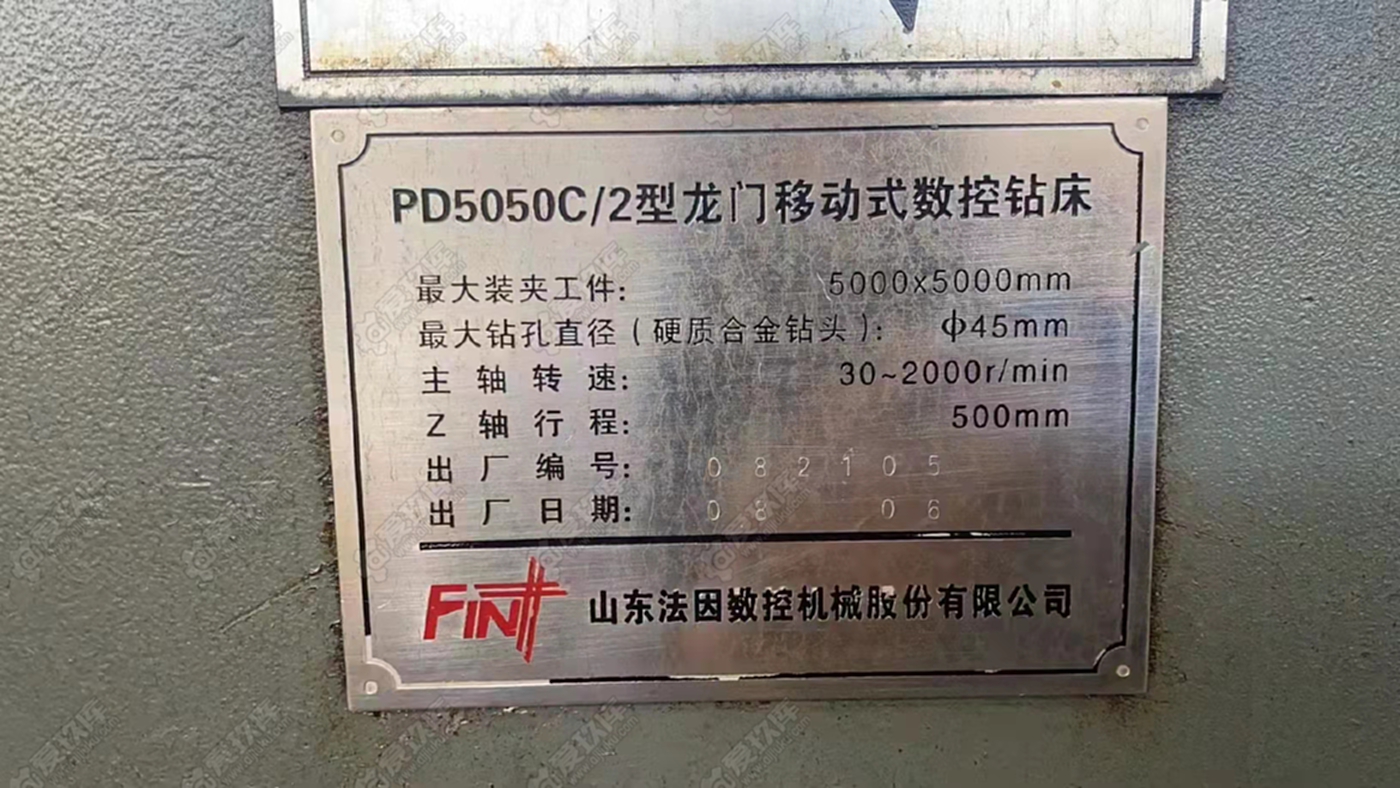 PD5050C/2型龙门移动式数控钻床
最大装夹工件: 5000x5000mm
最大钻孔直径(硬质合金钻头): φ45mm
主轴转速: 30~2000r/min
Z轴行程: 500mm
出厂编号: 082105
出厂日期: 08 06
FIN
山东法因数控机械股份有限公司